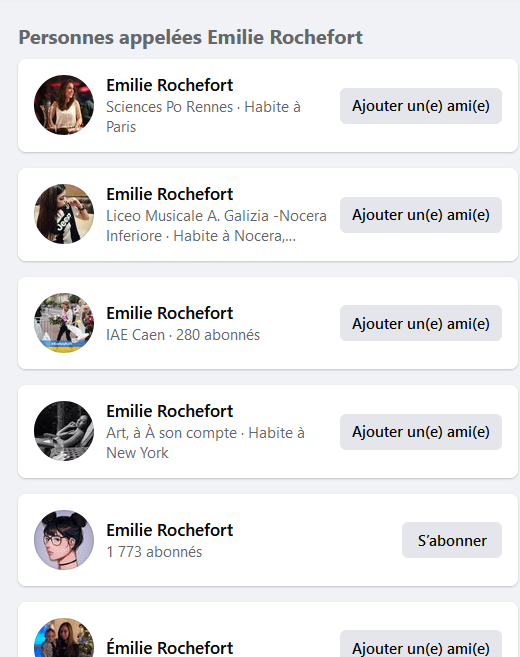 Personnes appelées Emilie Rochefort
Emilie Rochefort
Sciences Po Rennes · Habite à
Paris
Ajouter un(e) ami(e)
Emilie Rochefort
Liceo Musicale A. Galizia -Nocera
Inferiore · Habite à Nocera,...
Ajouter un(e) ami(e)
Emilie Rochefort
IAE Caen · 280 abonnés
Ajouter un(e) ami(e)
Emilie Rochefort
Art, à À son compte · Habite à
New York
Ajouter un(e) ami(e)
Emilie Rochefort
1 773 abonnés
S'abonner
Émilie Rochefort
Ajouter un(e) ami(e)